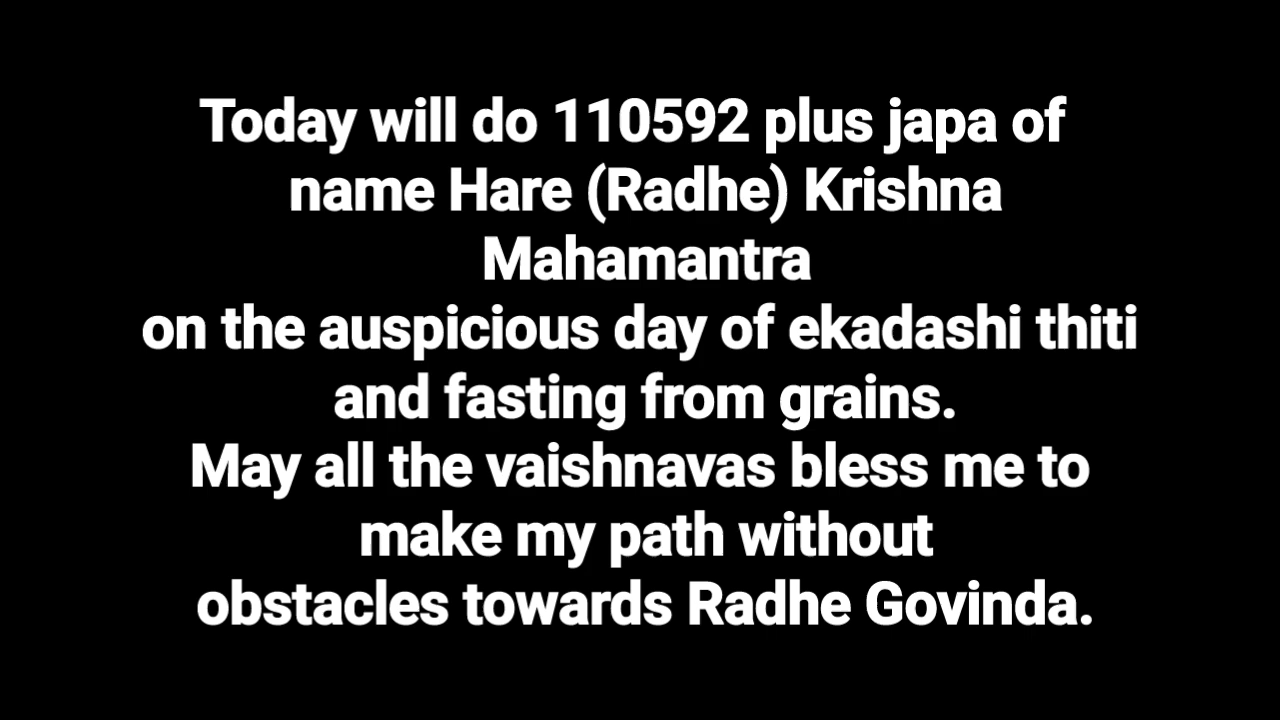 Today will do 110592 plus japa of
name Hare (Radhe) Krishna
Mahamantra
on the auspicious day of ekadashi thiti
and fasting from grains.
May all the vaishnavas bless me to
make my path without
obstacles towards Radhe Govinda.